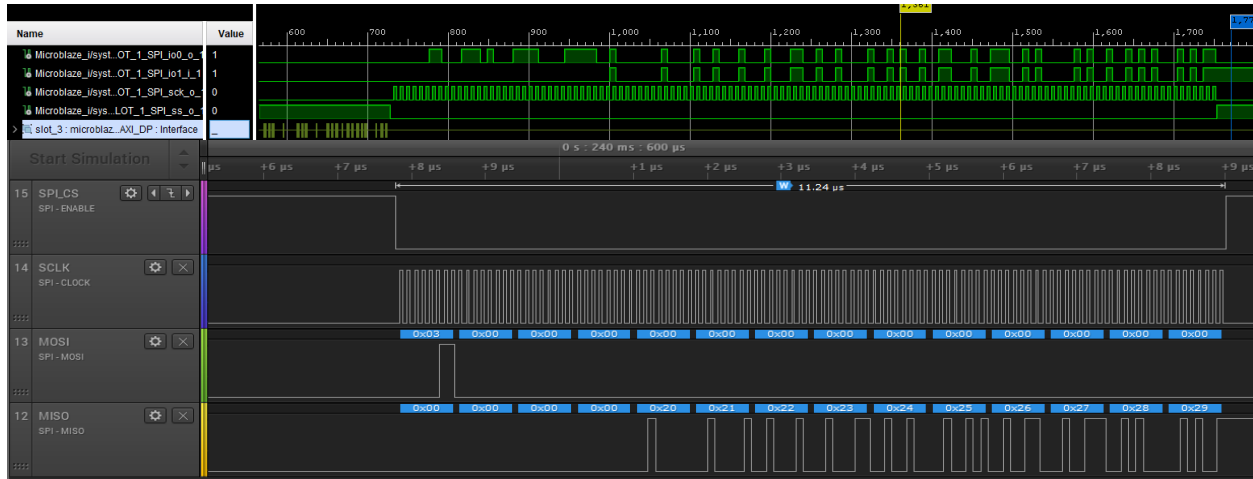 1,361
1,77
Name Value
600 700 800 900 1,000 1,100 1,200 1,300 1,400 1,500 1,600 1,700
Microblaze_i/syst...OT_1_SPI_io0_o_1 1
Microblaze_i/syst...OT_1_SPI_io1_i_1 1
Microblaze_i/syst...OT_1_SPI_sck_o_1 0
Microblaze_i/sys...LOT_1_SPI_ss_o_1 0
slot_3 : microblaz...AXI_DP : Interface _
Start Simulation
0 s : 240 ms : 600 µs
µs +6 µs +7 µs +8 µs +9 µs +1 µs +2 µs +3 µs +4 µs +5 µs +6 µs +7 µs +8 µs +9 µs
15 SPI_CS
SPI - ENABLE
W 11.24 µs
14 SCLK
SPI - CLOCK
13 MOSI
SPI - MOSI
0x03 0x00 0x00 0x00 0x00 0x00 0x00 0x00 0x00 0x00 0x00 0x00 0x00 0x00
12 MISO
SPI - MISO
0x00 0x00 0x00 0x00 0x20 0x21 0x22 0x23 0x24 0x25 0x26 0x27 0x28 0x29